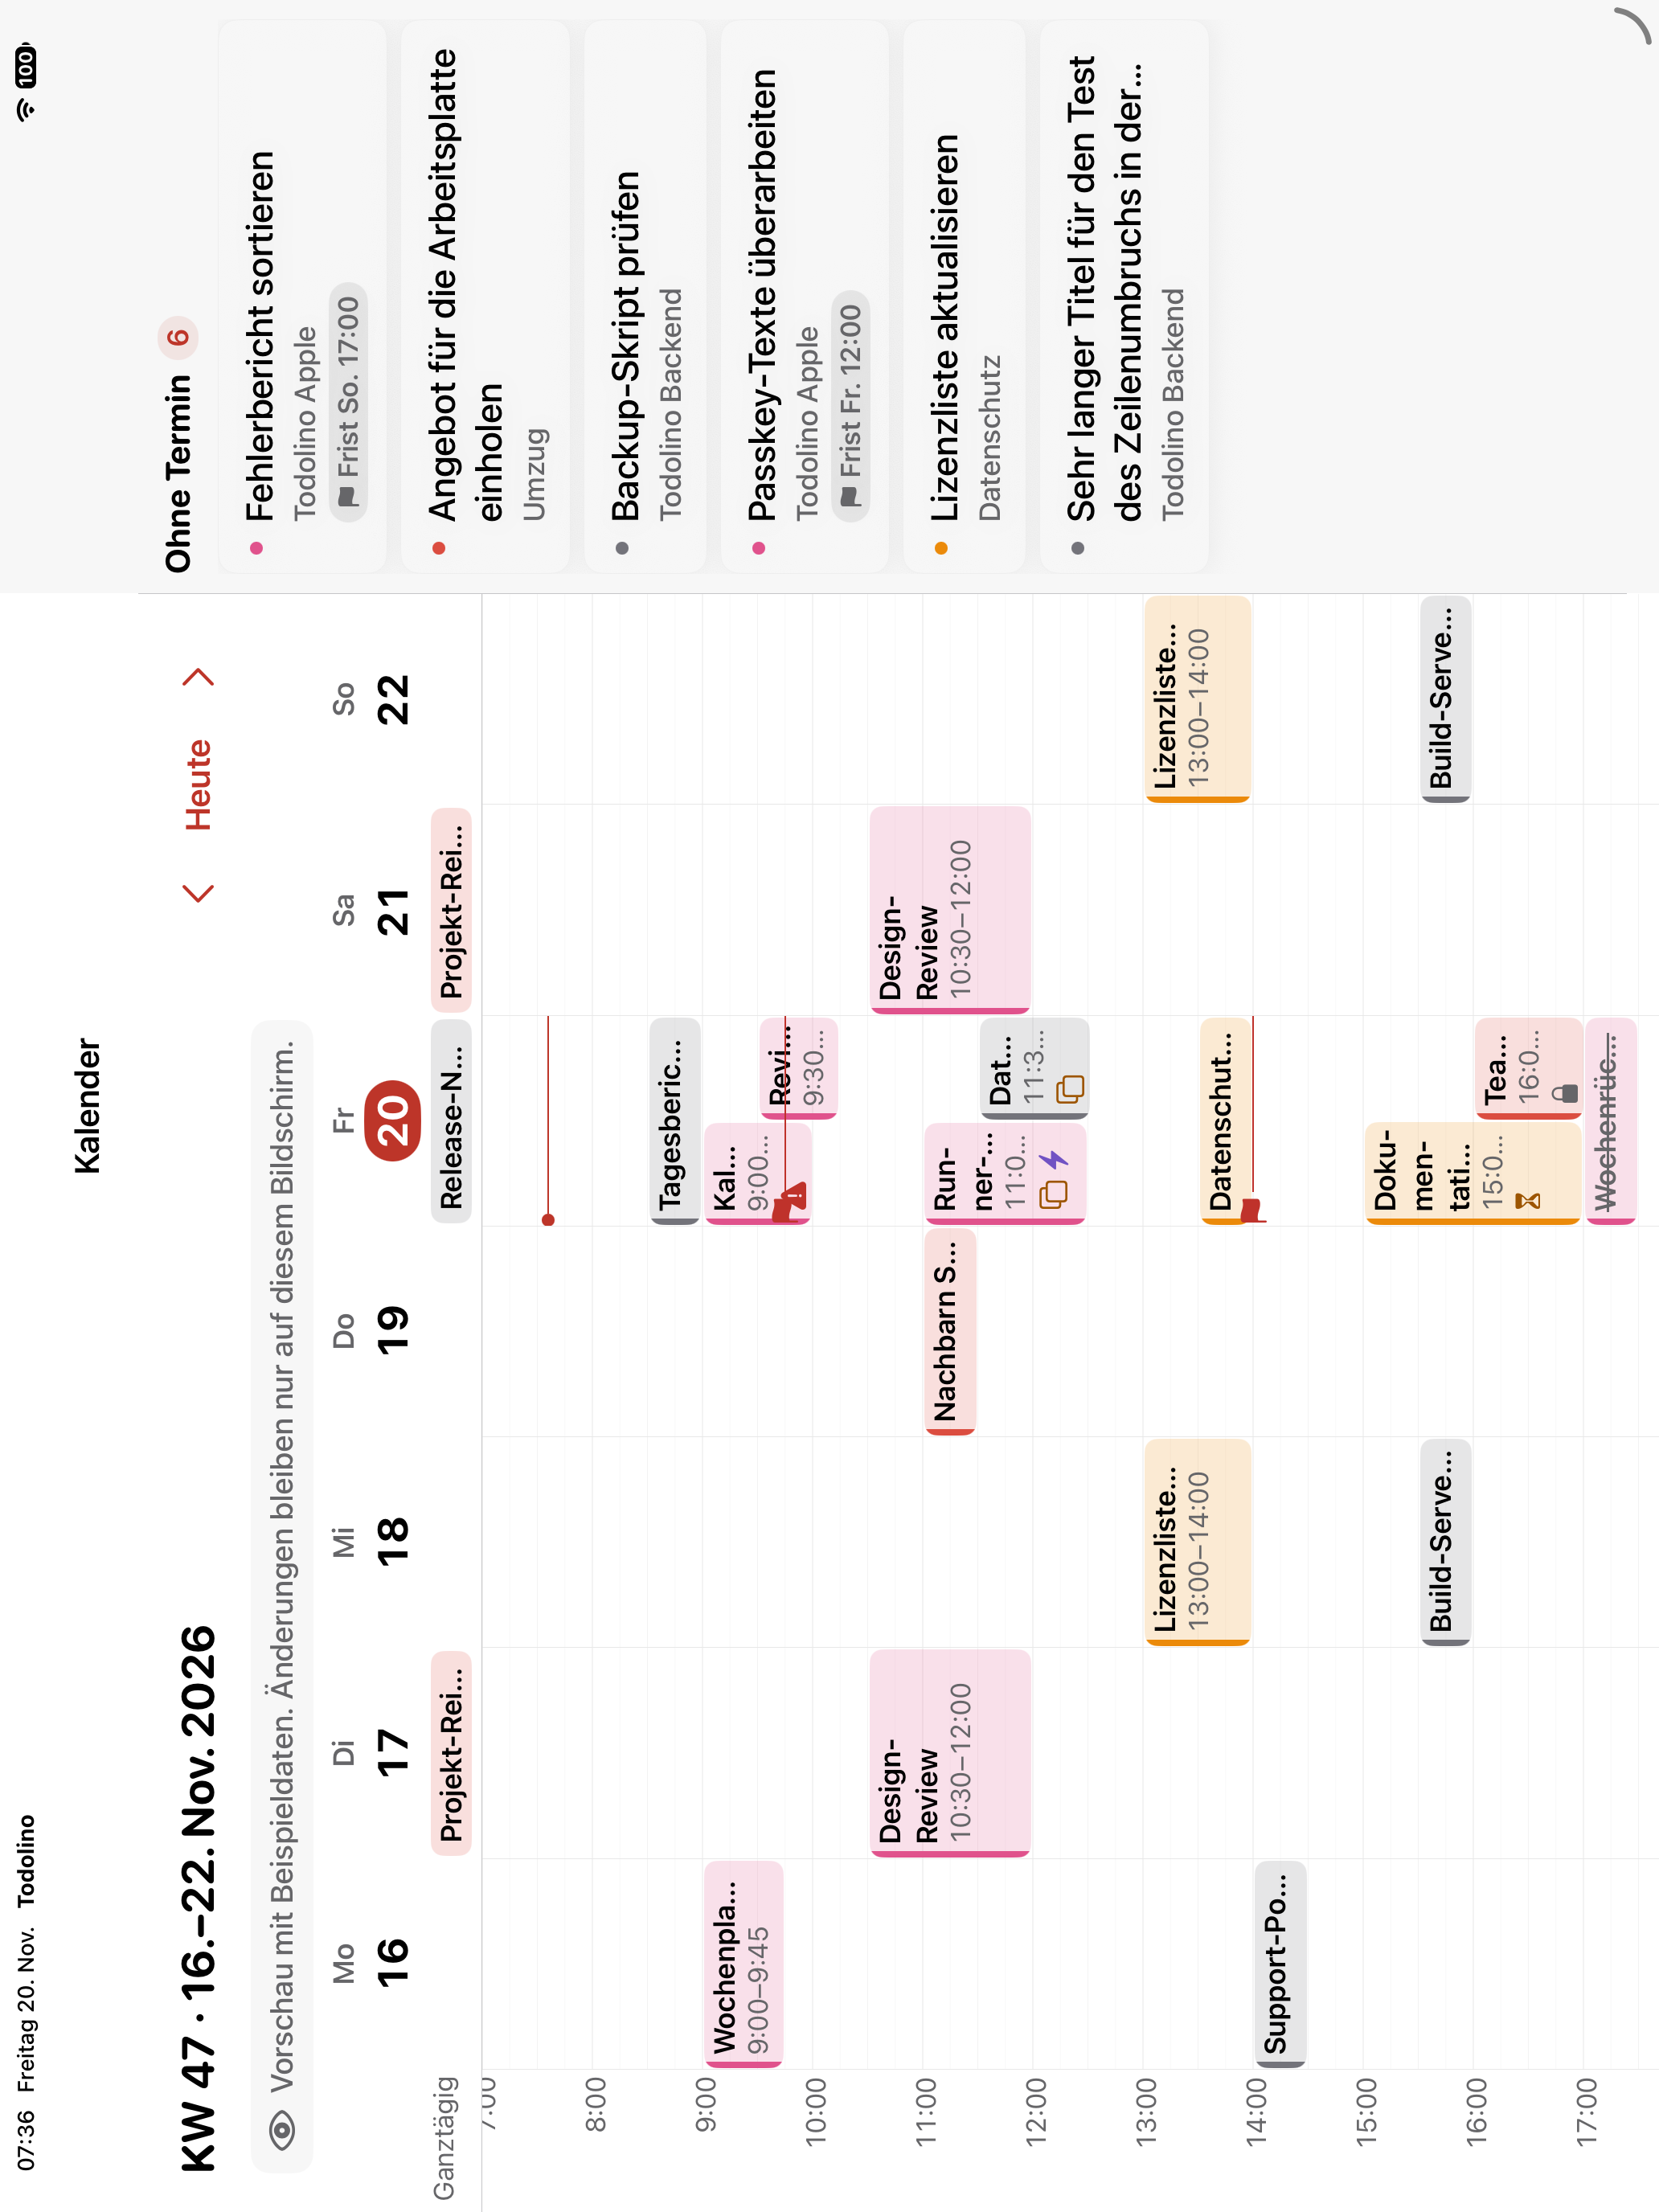 07:36 Freitag 20. Nov. Todolino
100
Kalender
KW 47 · 16.–22. Nov. 2026
Heute
Vorschau mit Beispieldaten. Änderungen bleiben nur auf diesem Bildschirm.
Mo Di Mi Do Fr Sa So
16 17 18 19 20 21 22
Ganztägig
Projekt-Rei...
Release-N...
Projekt-Rei...
7:00
8:00
9:00
10:00
11:00
12:00
13:00
14:00
15:00
16:00
17:00
Wochenpla...
9:00–9:45
Support-Po...
Design-
Review
10:30–12:00
Lizenzliste...
13:00–14:00
Build-Serve...
Nachbarn S...
Tagesberic...
Kal...
9:00...
Revi...
9:30...
Run-
ner-...
11:0...
Dat...
11:3...
Datenschut...
Doku-
men-
tati...
15:0...
Tea...
16:0...
Wochenrüc...
Design-
Review
10:30–12:00
Lizenzliste...
13:00–14:00
Build-Serve...
Ohne Termin 6
Fehlerbericht sortieren
Todolino Apple
Frist So. 17:00
Angebot für die Arbeitsplatte
einholen
Umzug
Backup-Skript prüfen
Todolino Backend
Passkey-Texte überarbeiten
Todolino Apple
Frist Fr. 12:00
Lizenzliste aktualisieren
Datenschutz
Sehr langer Titel für den Test
des Zeilenumbruchs in der...
Todolino Backend